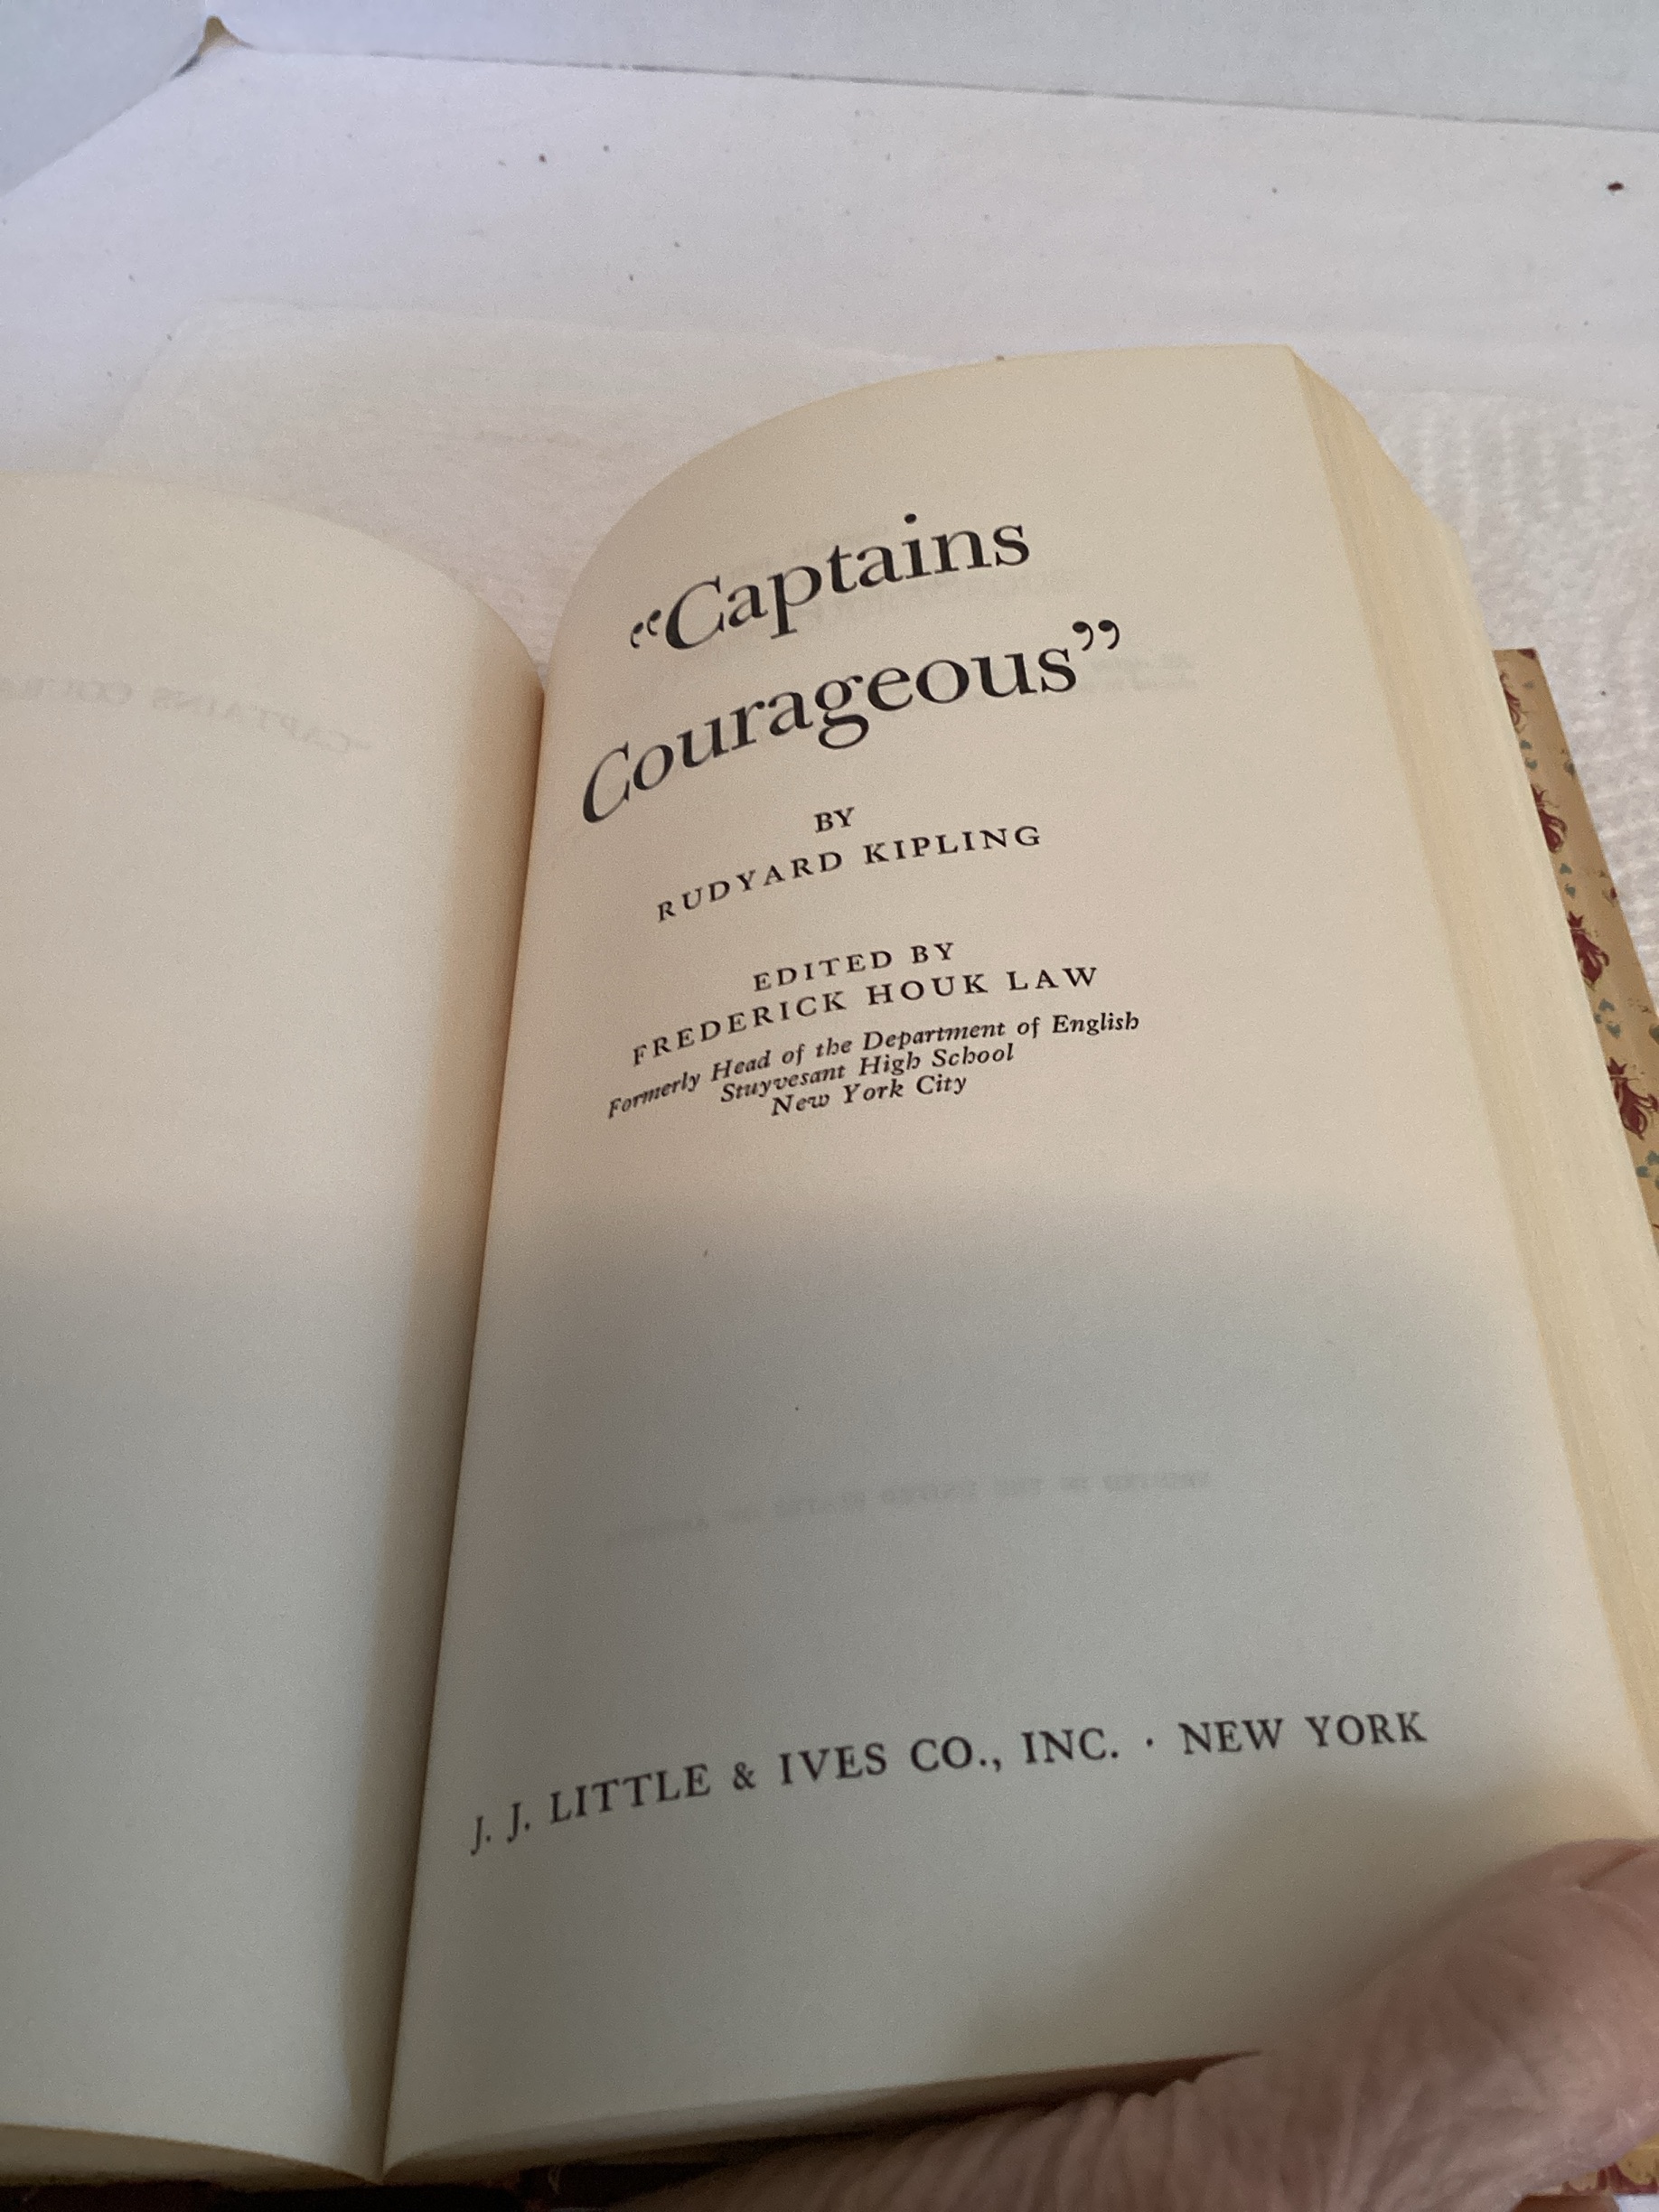 “Captains
Courageous”
BY
RUDYARD KIPLING
EDITED BY
FREDERICK HOUK LAW
Formerly Head of the Department of English
Stuyvesant High School
New York City
J. J. LITTLE & IVES CO., INC. · NEW YORK